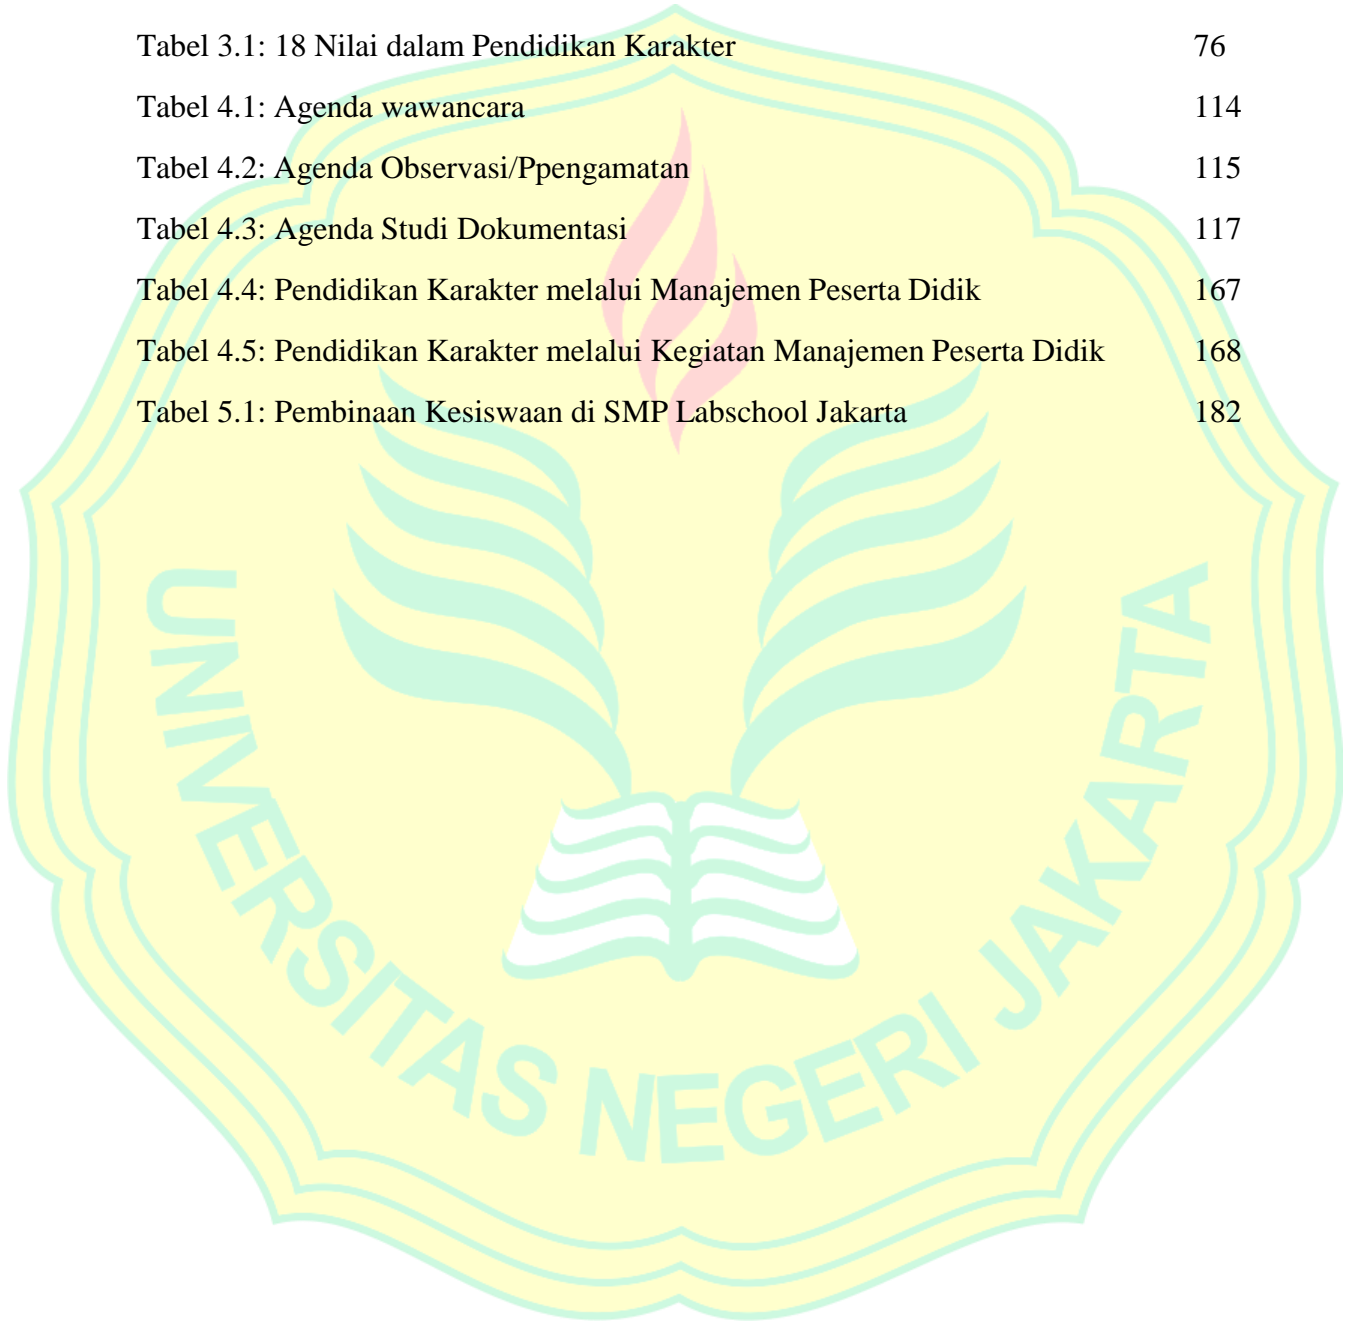 Tabel 3.1: 18 Nilai dalam Pendidikan Karakter 76
Tabel 4.1: Agenda wawancara 114
Tabel 4.2: Agenda Observasi/Ppengamatan 115
Tabel 4.3: Agenda Studi Dokumentasi 117
Tabel 4.4: Pendidikan Karakter melalui Manajemen Peserta Didik 167
Tabel 4.5: Pendidikan Karakter melalui Kegiatan Manajemen Peserta Didik 168
Tabel 5.1: Pembinaan Kesiswaan di SMP Labschool Jakarta 182
UNIVERSITAS NEGERI JAKARTA